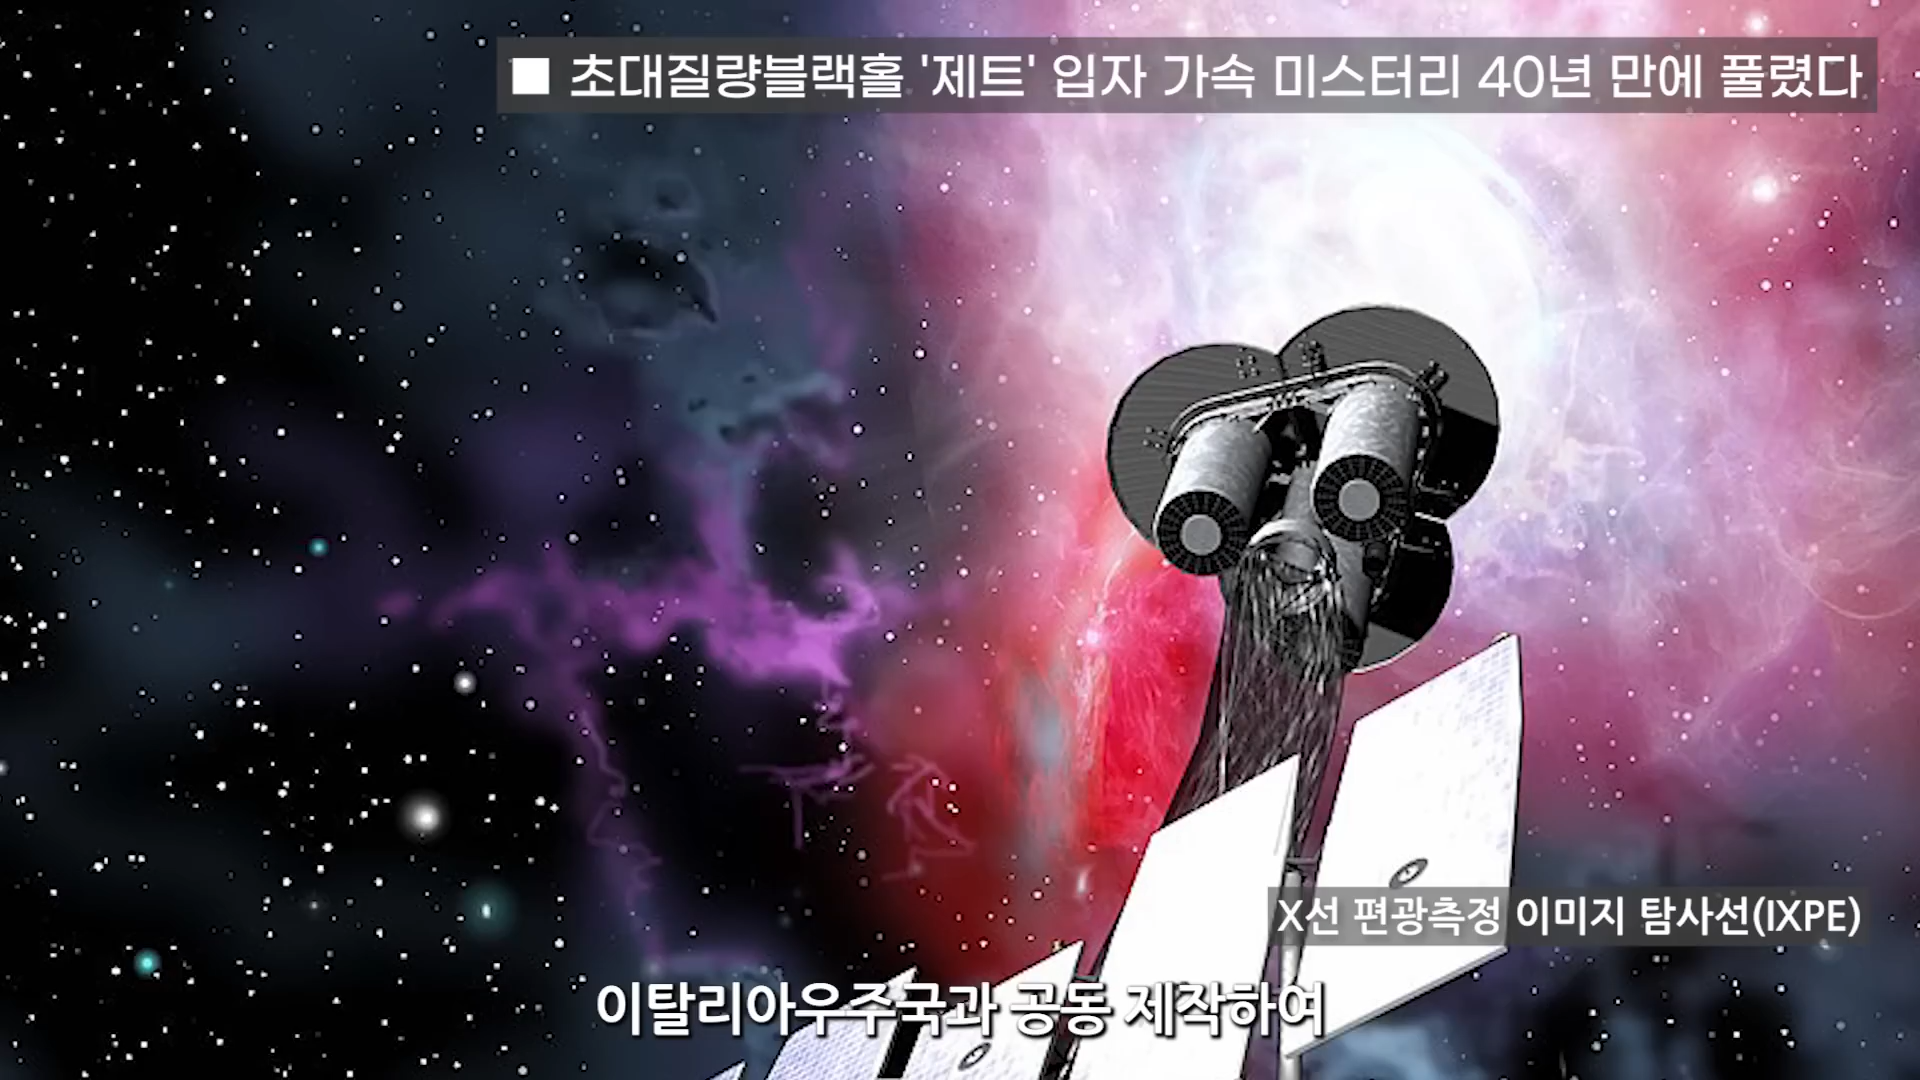 ■ 초대질량블랙홀 '제트' 입자 가속 미스터리 40년 만에 풀렸다
X선 편광측정 이미지 탐사선(IXPE)
이탈리아우주국과 공동 제작하여